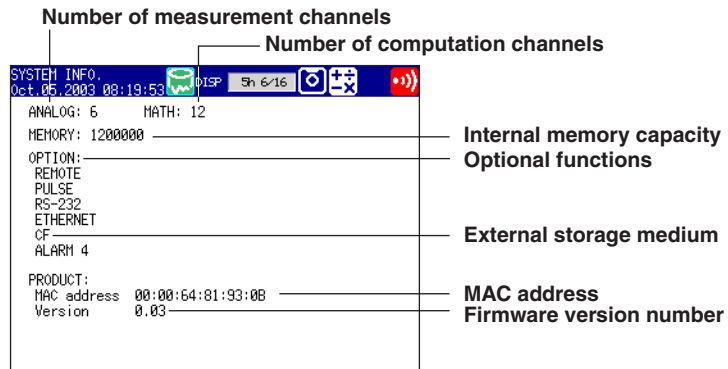 Number of measurement channels
Number of computation channels
SYSTEM INFO.
Oct.05.2003 08:19:53 DISP 5h 6/16
ANALOG: 6 MATH: 12
MEMORY: 1200000
Internal memory capacity
OPTION:
Optional functions
REMOTE
PULSE
RS-232
ETHERNET
CF
External storage medium
ALARM 4
PRODUCT:
MAC address 00:00:64:81:93:0B
MAC address
Version 0.03
Firmware version number